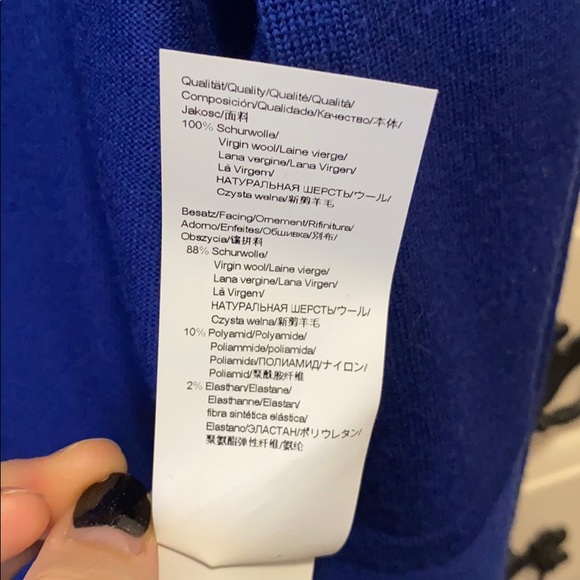 Qualität/Quality/Qualité/Qualità/
Composición/Qualidade/Качество/本体/
Jakosc/面料
100% Schurwolle/
Virgin wool/Laine vierge/
Lana vergine/Lana Virgen/
Lã Virgem/
НАТУРАЛЬНАЯ ШЕРСТЬ/ウール/
Czysta welna/新剪羊毛
Besatz/Facing/Ornement/Rifinitura/
Adorno/Enfeites/Обшивка/別布/
Obszycia/镶拼料
88% Schurwolle/
Virgin wool/Laine vierge/
Lana vergine/Lana Virgen/
Lã Virgem/
НАТУРАЛЬНАЯ ШЕРСТЬ/ウール/
Czysta welna/新剪羊毛
10% Polyamid/Polyamide/
Poliammide/poliamida/
Poliamida/ПОЛИАМИД/ナイロン/
Poliamid/聚酰胺纤维
2% Elasthan/Elastane/
Elasthanne/Elastan/
fibra sintética elástica/
Elastano/ЭЛАСТАН/ポリウレタン/
聚氨酯弹性纤维/氨纶